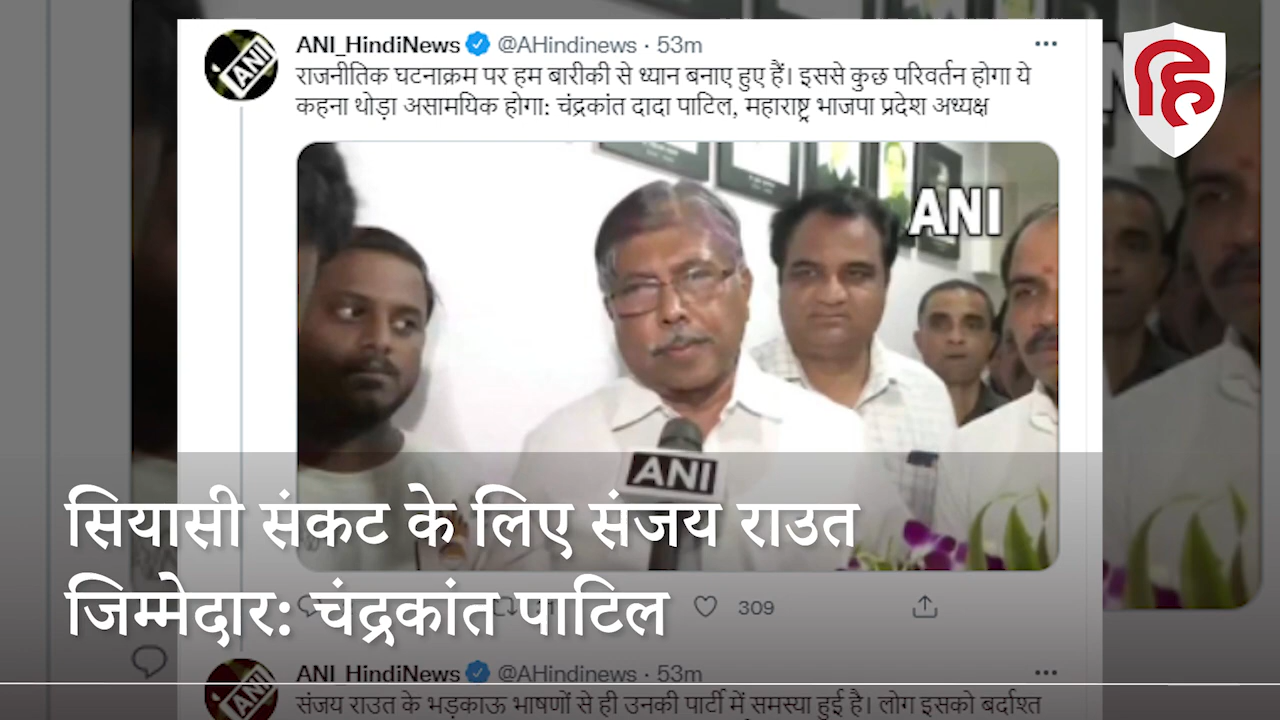 ANI_HindiNews @AHindinews · 53m
राजनीतिक घटनाक्रम पर हम बारीकी से ध्यान बनाए हुए हैं। इससे कुछ परिवर्तन होगा ये
कहना थोड़ा असामयिक होगा: चंद्रकांत दादा पाटिल, महाराष्ट्र भाजपा प्रदेश अध्यक्ष
ANI
ANI
ANI
सियासी संकट के लिए संजय राउत
जिम्मेदार: चंद्रकांत पाटिल
309
ANI_HindiNews @AHindinews · 53m
ANI
संजय राउत के भड़काऊ भाषणों से ही उनकी पार्टी में समस्या हुई है। लोग इसको बर्दाश्त